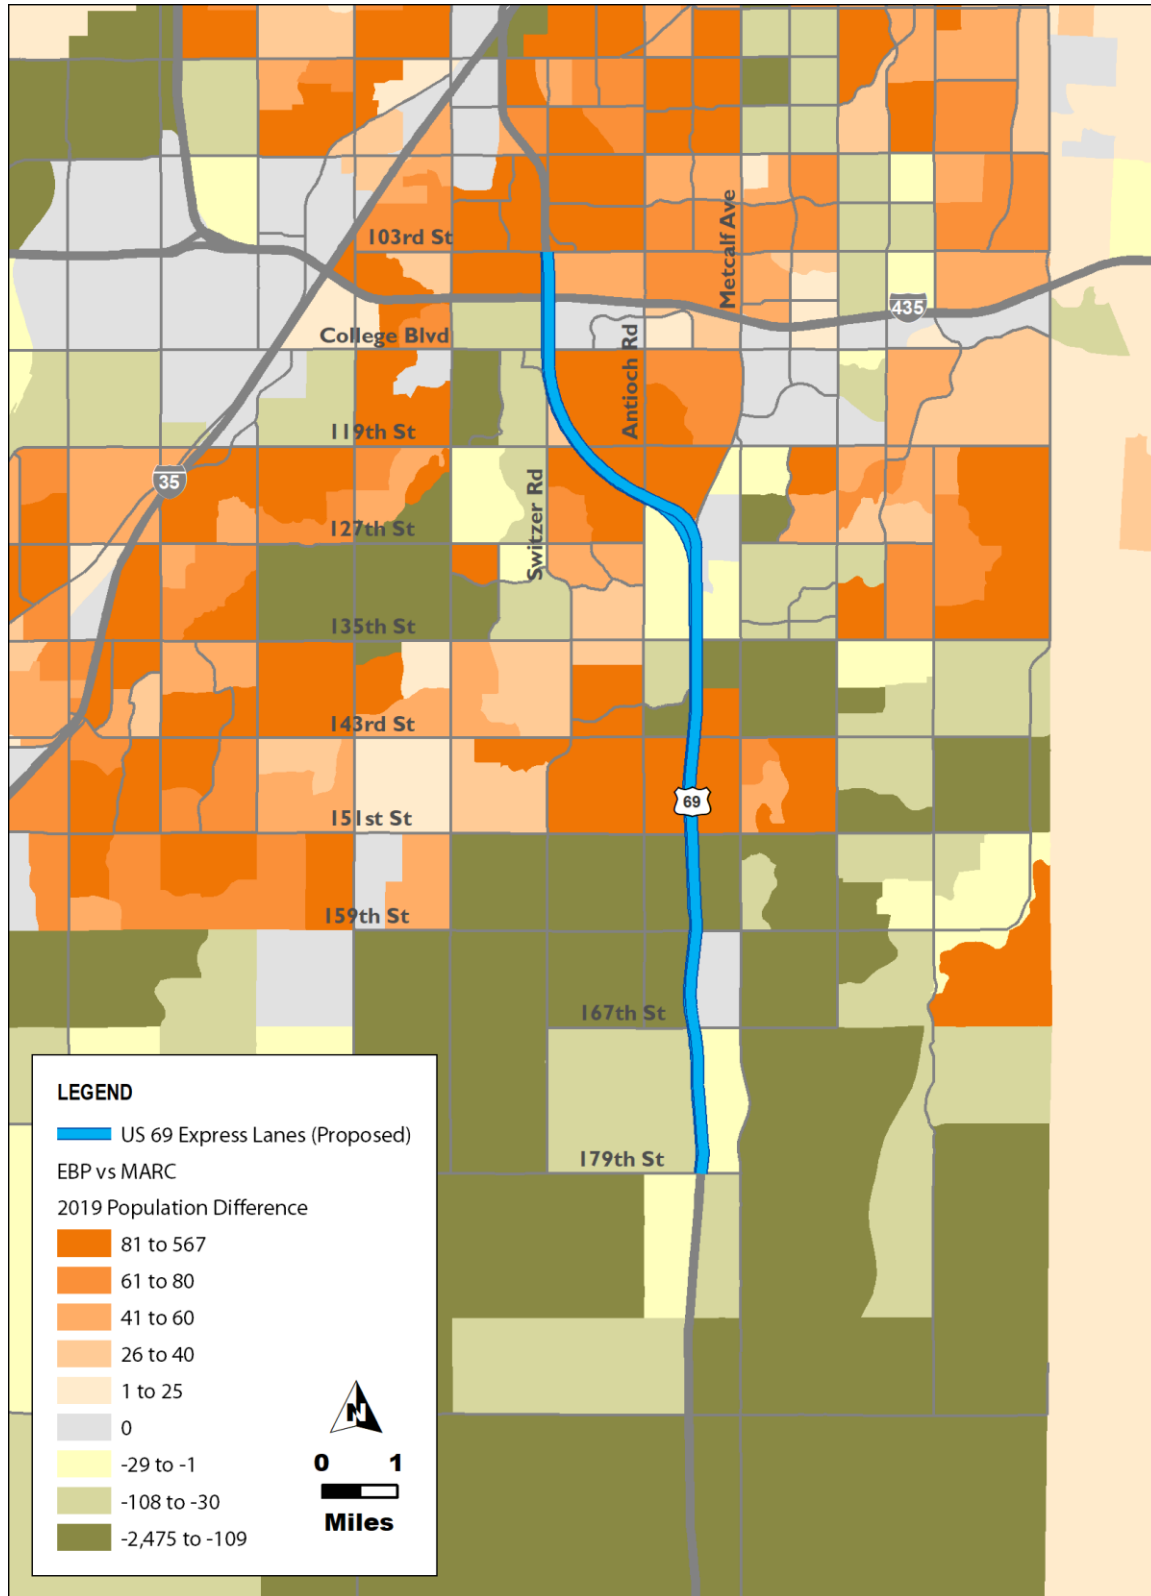 Metcalf Ave
103rd St
435
College Blvd
Antioch Rd
119th St
35
Switzer Rd
127th St
135th St
143rd St
69
151st St
159th St
167th St
179th St
LEGEND
US 69 Express Lanes (Proposed)
EBP vs MARC
2019 Population Difference
81 to 567
61 to 80
41 to 60
26 to 40
1 to 25
0
-29 to -1
-108 to -30
-2,475 to -109
N
0 1
Miles